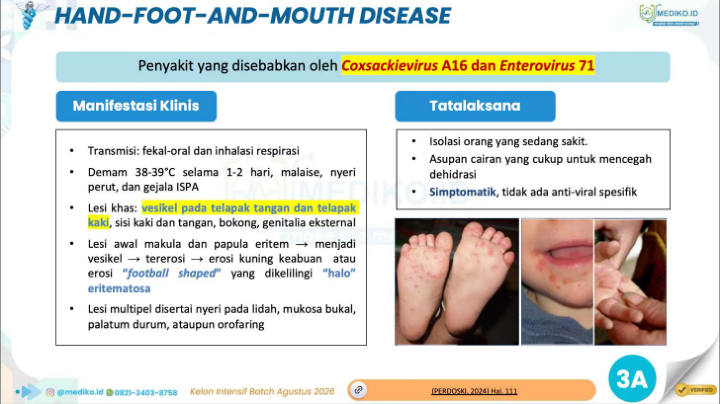 HAND-FOOT-AND-MOUTH DISEASE
MEDIKO.ID
Penyakit yang disebabkan oleh Coxsackievirus A16 dan Enterovirus 71
Manifestasi Klinis
• Transmisi: fekal-oral dan inhalasi respirasi
• Demam 38-39°C selama 1-2 hari, malaise, nyeri
perut, dan gejala ISPA
• Lesi khas: vesikel pada telapak tangan dan telapak
kaki, sisi kaki dan tangan, bokong, genitalia eksternal
• Lesi awal makula dan papula eritem → menjadi
vesikel → tererosi → erosi kuning keabuan atau
erosi “football shaped” yang dikelilingi “halo”
eritematosa
• Lesi multipel disertai nyeri pada lidah, mukosa bukal,
palatum durum, ataupun orofaring
Tatalaksana
• Isolasi orang yang sedang sakit.
• Asupan cairan yang cukup untuk mencegah
dehidrasi
• Simptomatik, tidak ada anti-viral spesifik
MEDIKO.ID
3A
@mediko.id 0821-3403-8758 Kelan Intensif Batch Agustus 2026
(PERDOSKI, 2024) Hal. 111
VERIFIED